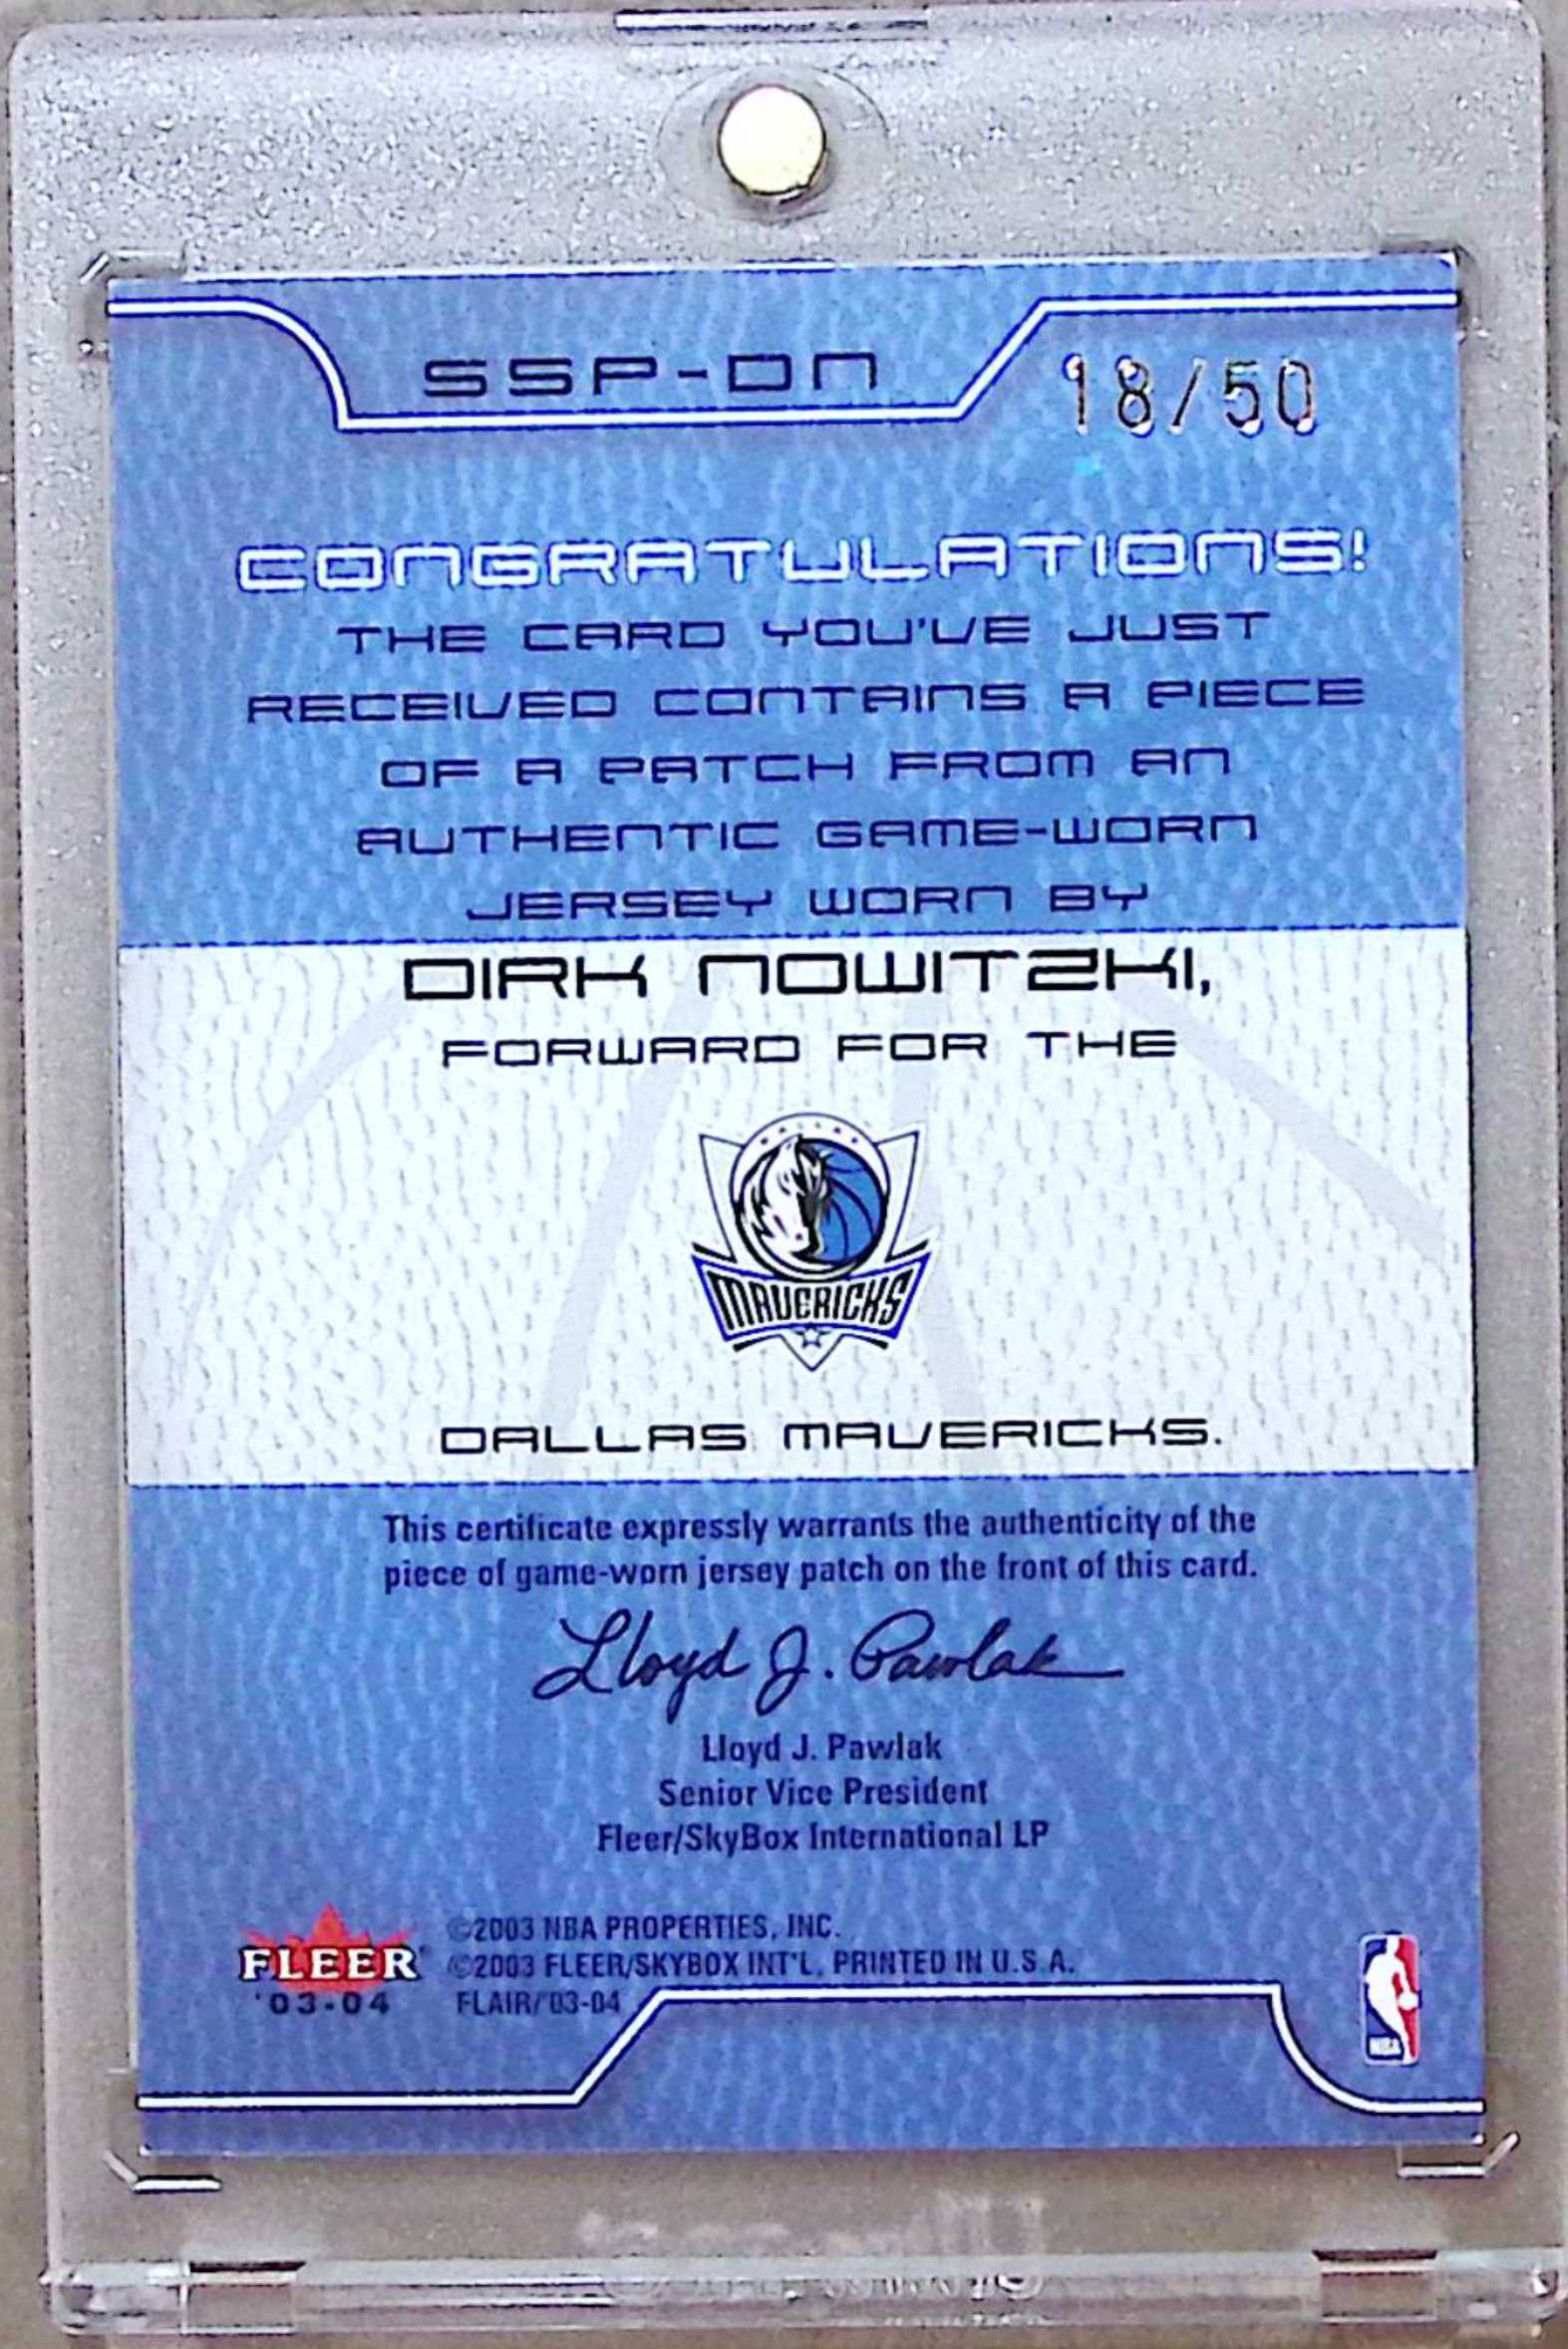 SSP-DN
18/50
CONGRATULATIONS!
THE CARD YOU'VE JUST
RECEIVED CONTAINS A PIECE
OF A PATCH FROM AN
AUTHENTIC GAME-WORN
JERSEY WORN BY
DIRK NOWITZKI,
FORWARD FOR THE
MAVERICKS
DALLAS MAVERICKS.
This certificate expressly warrants the authenticity of the
piece of game-worn jersey patch on the front of this card.
Lloyd J. Pawlak
Lloyd J. Pawlak
Senior Vice President
Fleer/SkyBox International LP
©2003 NBA PROPERTIES, INC.
FLEER ©2003 FLEER/SKYBOX INT'L. PRINTED IN U.S.A.
'03-04 FLAIR/'03-04
NBA